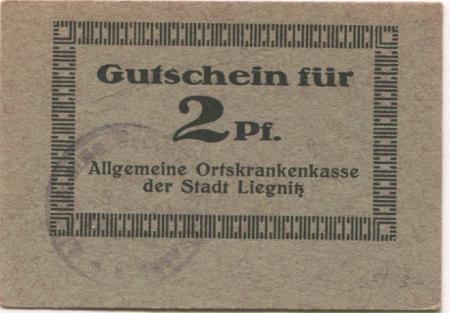 Gutschein für
2 Pf.
Allgemeine Ortskrankenkasse
der Stadt Liegnitz